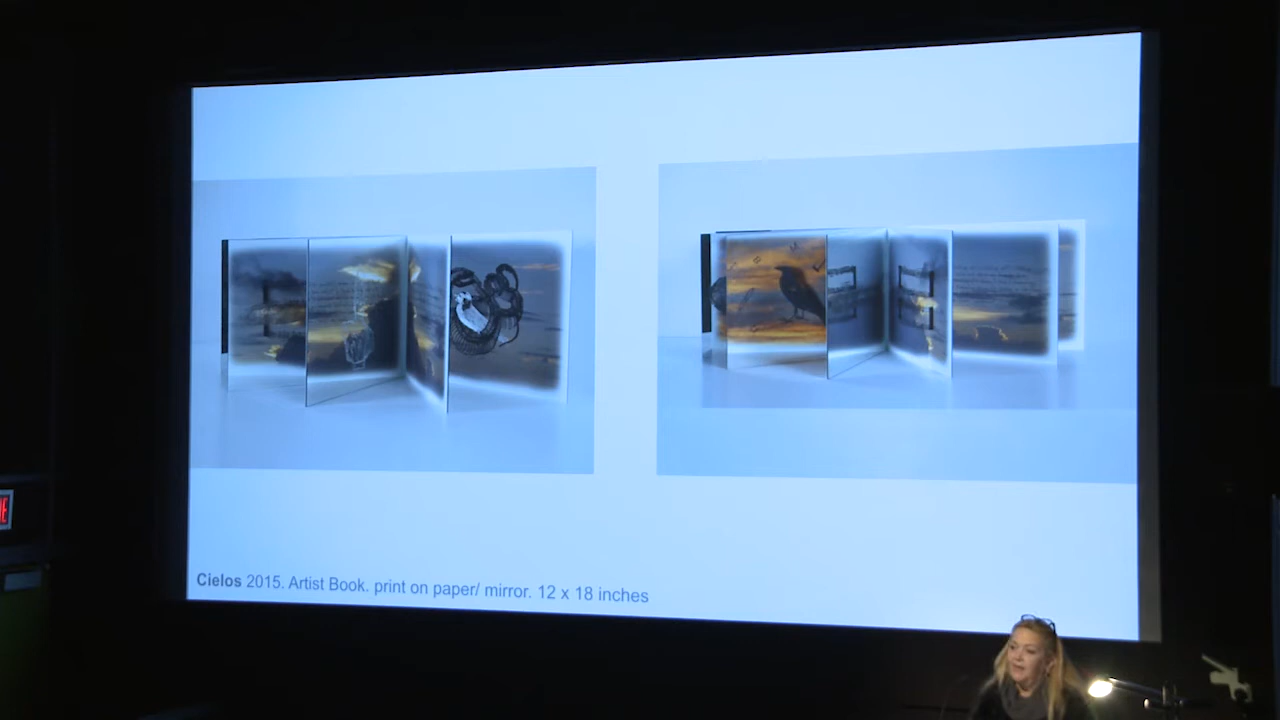 Cielos 2015. Artist Book. print on paper/ mirror. 12 x 18 inches